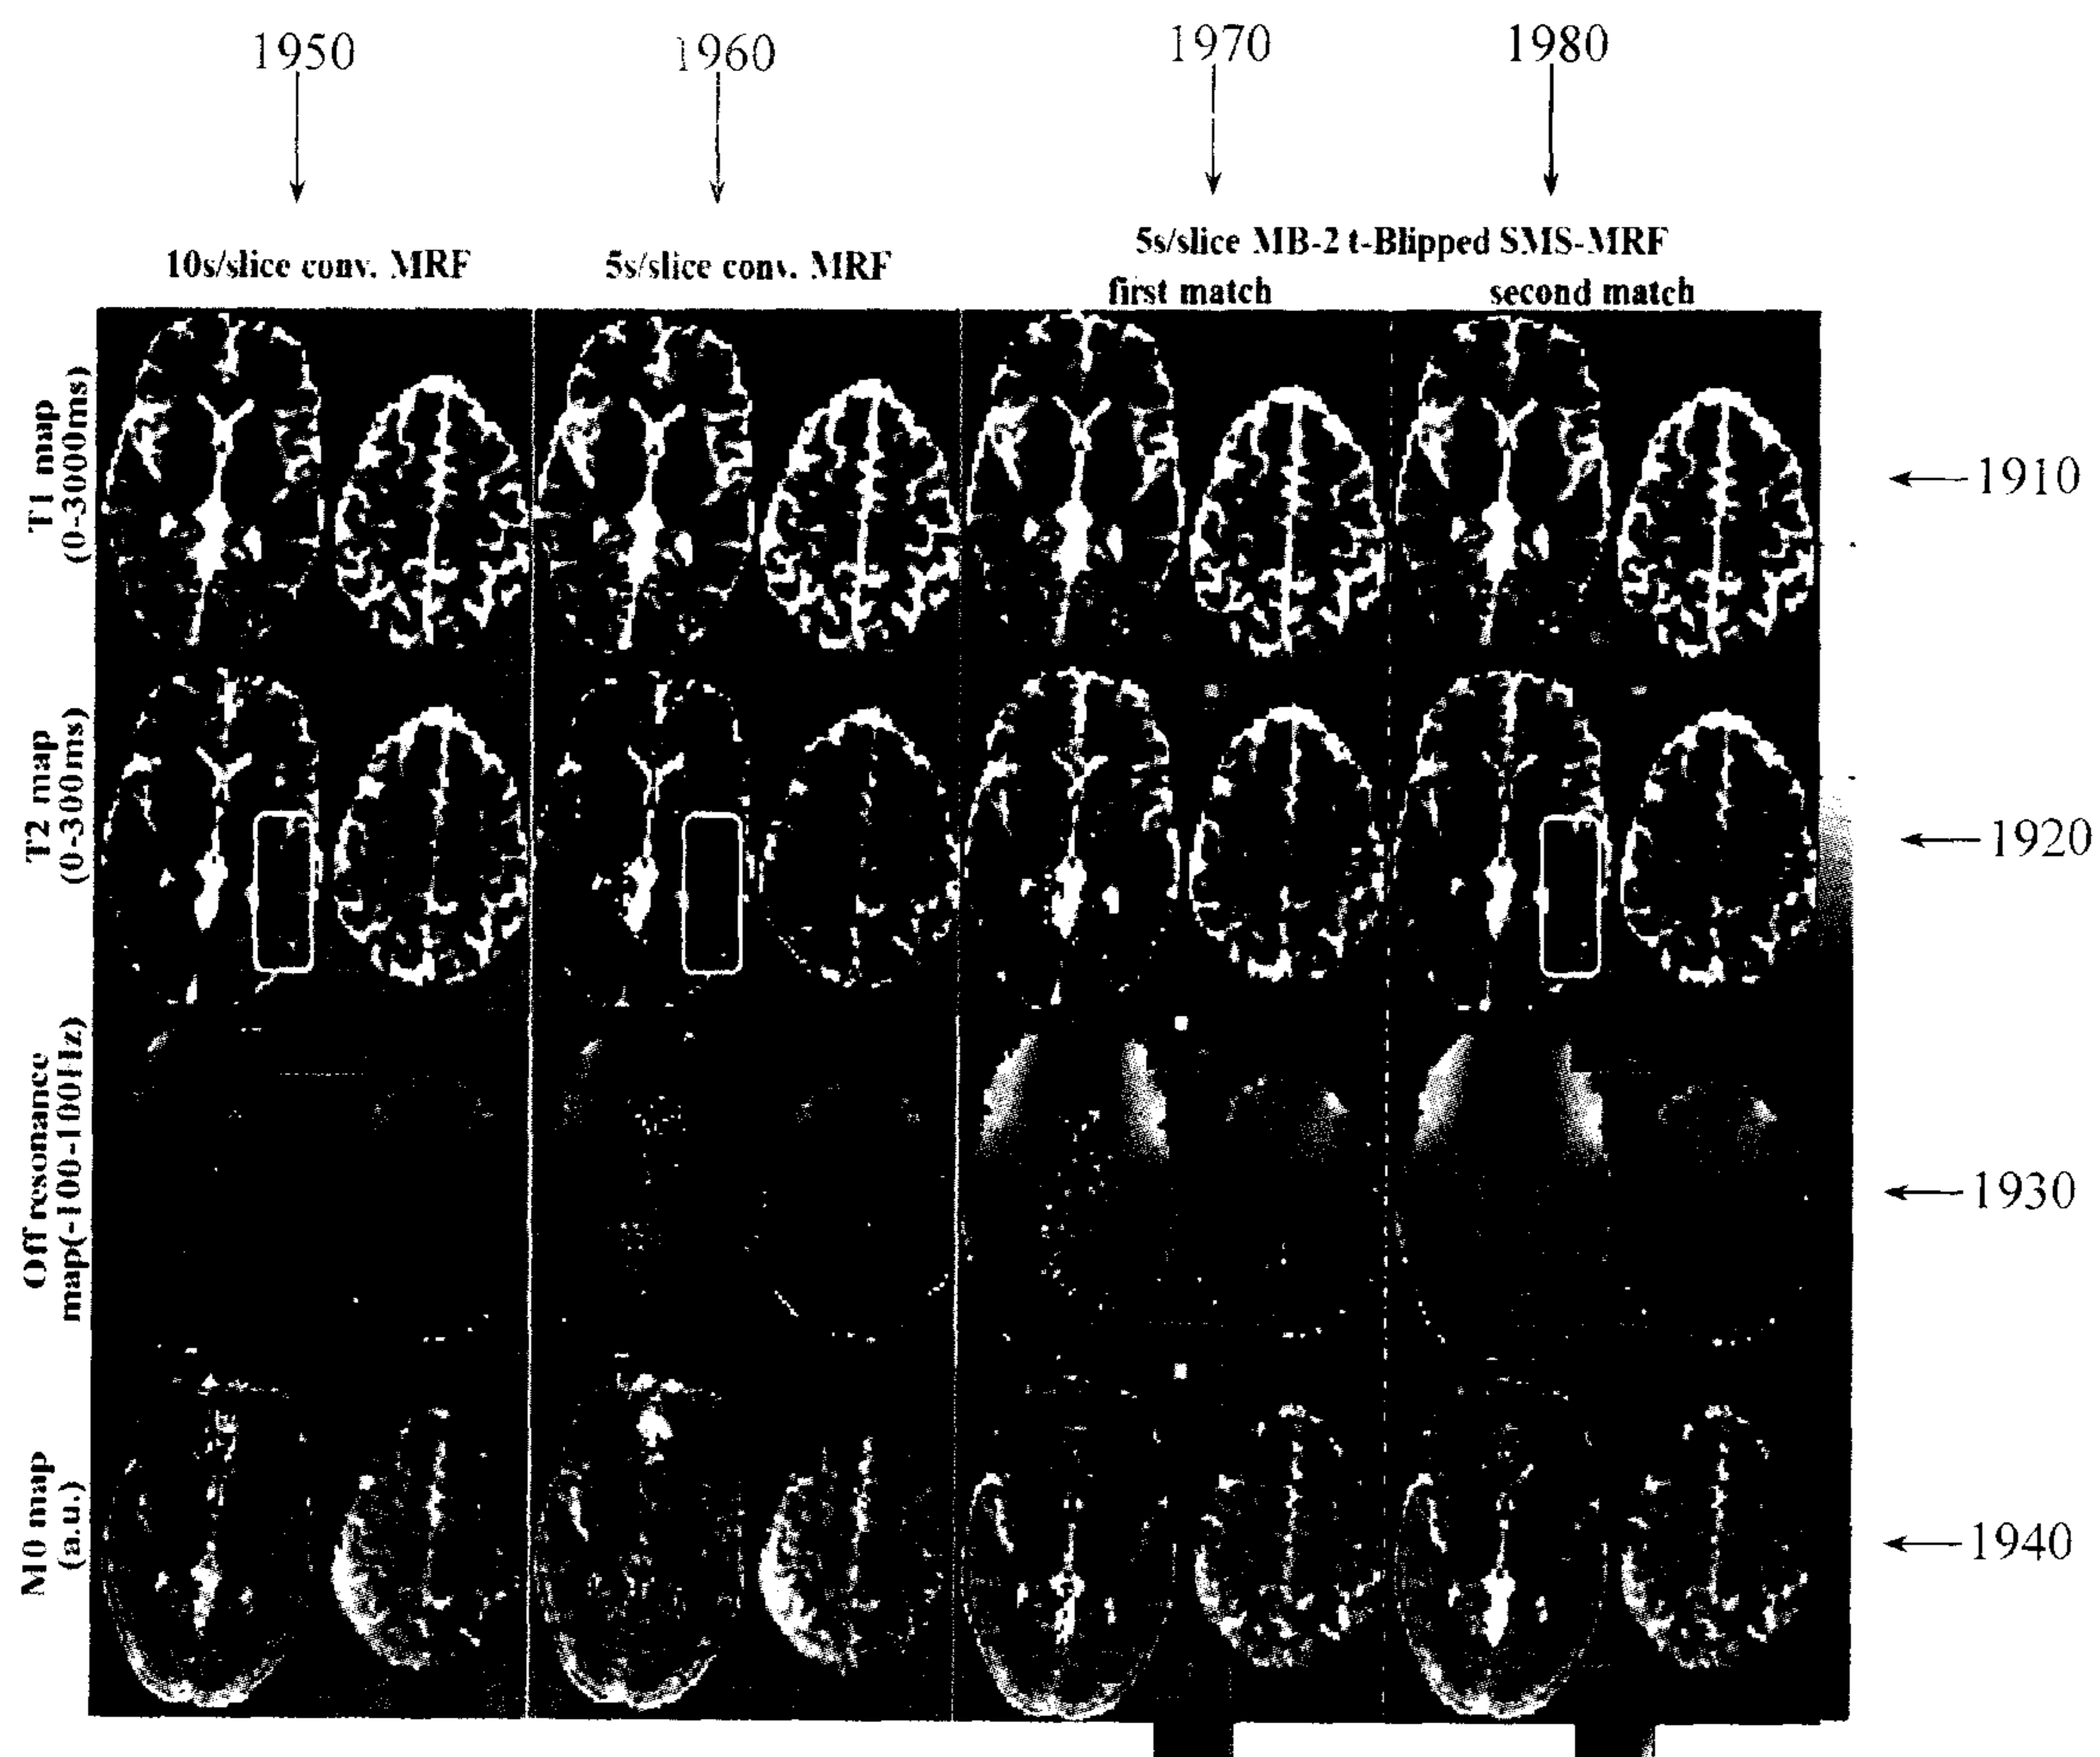 1950
1960
1970
1980
10s/slice conv. MRF
5s/slice conv. MRF
5s/slice MB-2 t-Blipped SMS-MRF
first match
second match
T1 map
(0-3000ms)
1910
T2 map
(0-300ms)
1920
Off resonance
map(-100-100Hz)
1930
M0 map
(a.u.)
1940